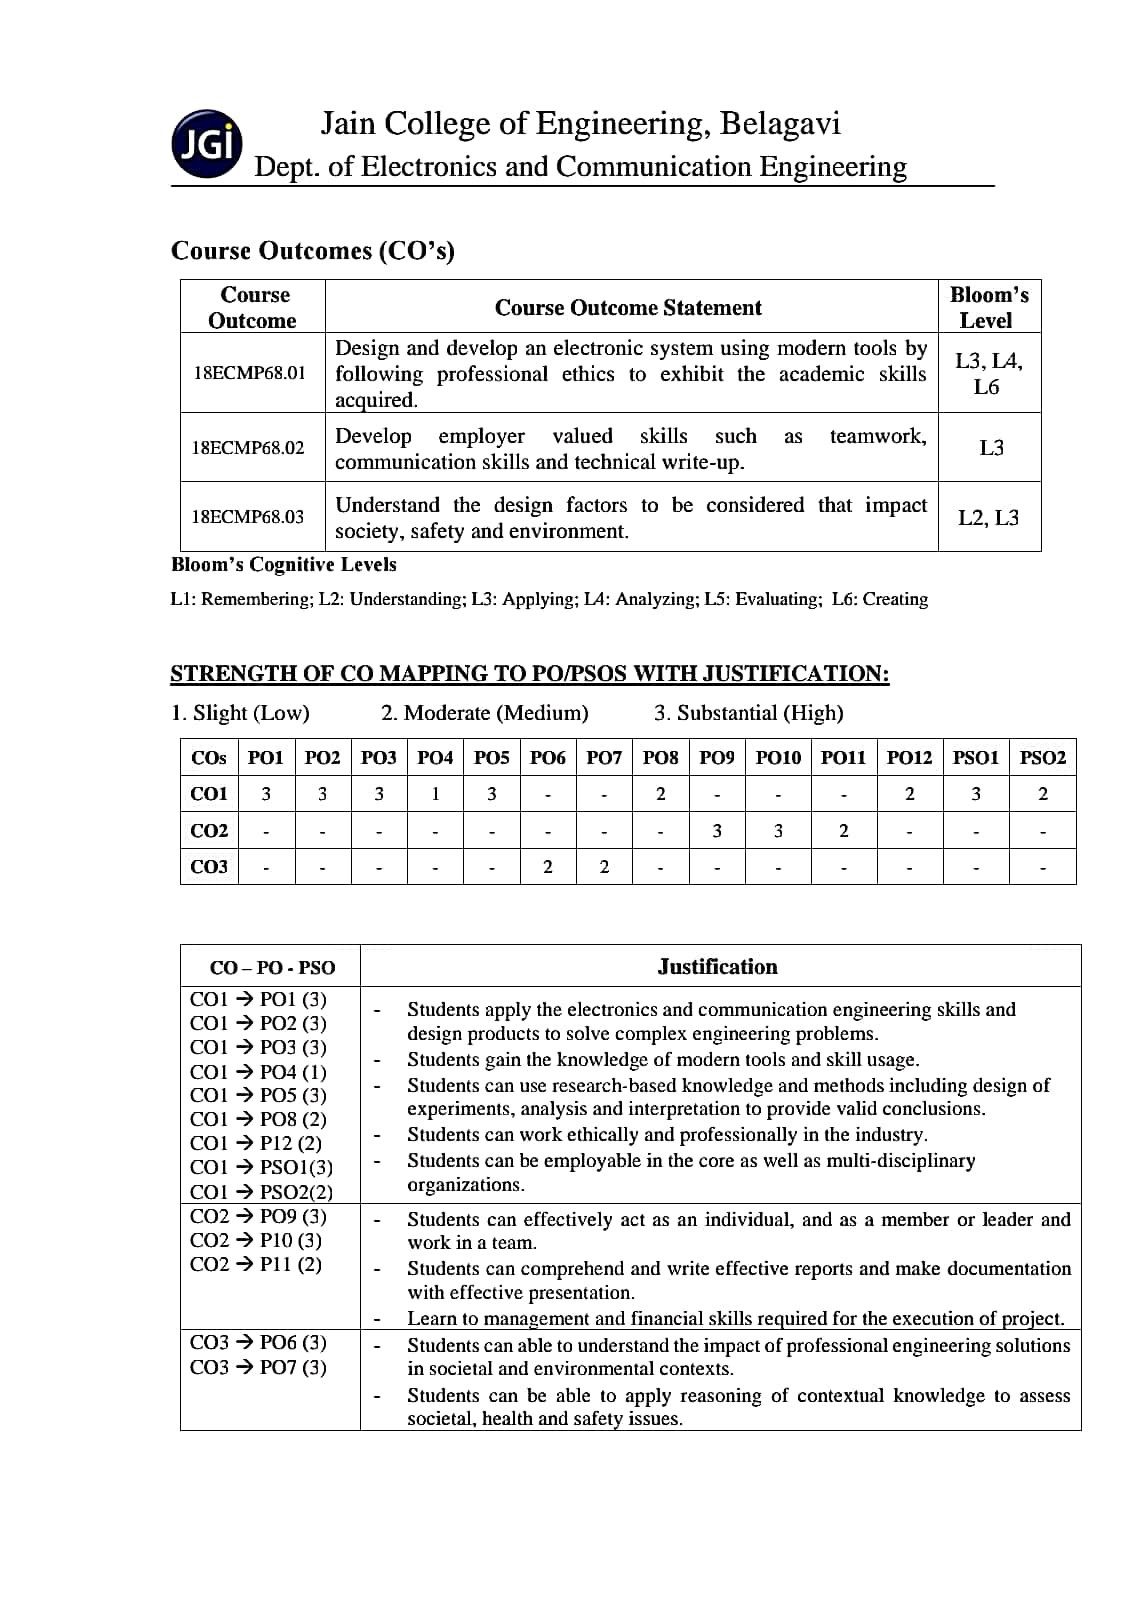 JGi
Jain College of Engineering, Belagavi
Dept. of Electronics and Communication Engineering
Course Outcomes (CO's)
Course Outcome | Course Outcome Statement | Bloom's Level
18ECMP68.01 | Design and develop an electronic system using modern tools by following professional ethics to exhibit the academic skills acquired. | L3, L4, L6
18ECMP68.02 | Develop employer valued skills such as teamwork, communication skills and technical write-up. | L3
18ECMP68.03 | Understand the design factors to be considered that impact society, safety and environment. | L2, L3
Bloom's Cognitive Levels
L1: Remembering; L2: Understanding; L3: Applying; L4: Analyzing; L5: Evaluating; L6: Creating
STRENGTH OF CO MAPPING TO PO/PSOS WITH JUSTIFICATION:
1. Slight (Low) 2. Moderate (Medium) 3. Substantial (High)
COs PO1 PO2 PO3 PO4 PO5 PO6 PO7 PO8 PO9 PO10 PO11 PO12 PSO1 PSO2
CO1 3 3 3 1 3 - - 2 - - - 2 3 2
CO2 - - - - - - - - 3 3 2 - - -
CO3 - - - - - 2 2 - - - - - - -
CO – PO - PSO | Justification
CO1 → PO1 (3)
CO1 → PO2 (3)
CO1 → PO3 (3)
CO1 → PO4 (1)
CO1 → PO5 (3)
CO1 → PO8 (2)
CO1 → P12 (2)
CO1 → PSO1(3)
CO1 → PSO2(2)
- Students apply the electronics and communication engineering skills and
design products to solve complex engineering problems.
- Students gain the knowledge of modern tools and skill usage.
- Students can use research-based knowledge and methods including design of
experiments, analysis and interpretation to provide valid conclusions.
- Students can work ethically and professionally in the industry.
- Students can be employable in the core as well as multi-disciplinary
organizations.
CO2 → PO9 (3)
CO2 → P10 (3)
CO2 → P11 (2)
- Students can effectively act as an individual, and as a member or leader and
work in a team.
- Students can comprehend and write effective reports and make documentation
with effective presentation.
- Learn to management and financial skills required for the execution of project.
CO3 → PO6 (3)
CO3 → PO7 (3)
- Students can able to understand the impact of professional engineering solutions
in societal and environmental contexts.
- Students can be able to apply reasoning of contextual knowledge to assess
societal, health and safety issues.